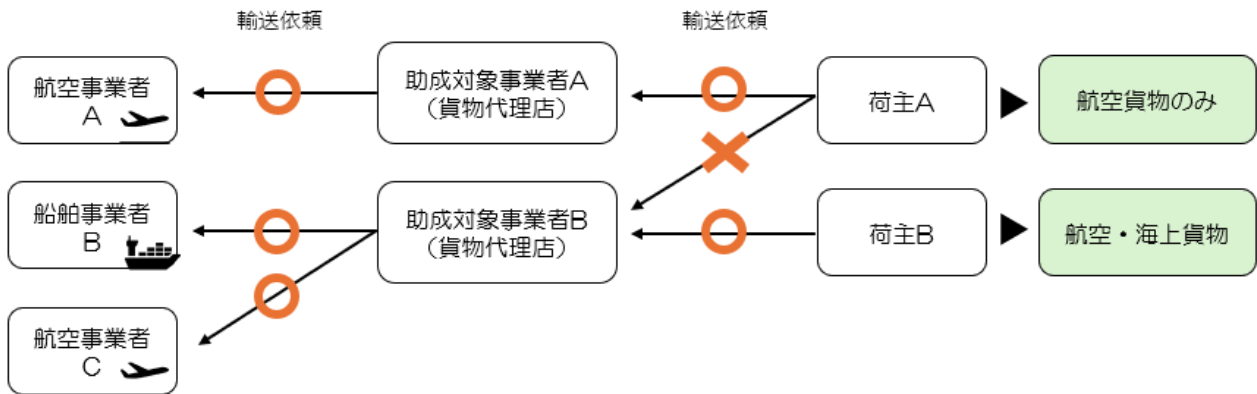 輸送依頼
輸送依頼
航空事業者
A
助成対象事業者A
（貨物代理店）
荷主A
航空貨物のみ
船舶事業者
B
助成対象事業者B
（貨物代理店）
荷主B
航空・海上貨物
航空事業者
C